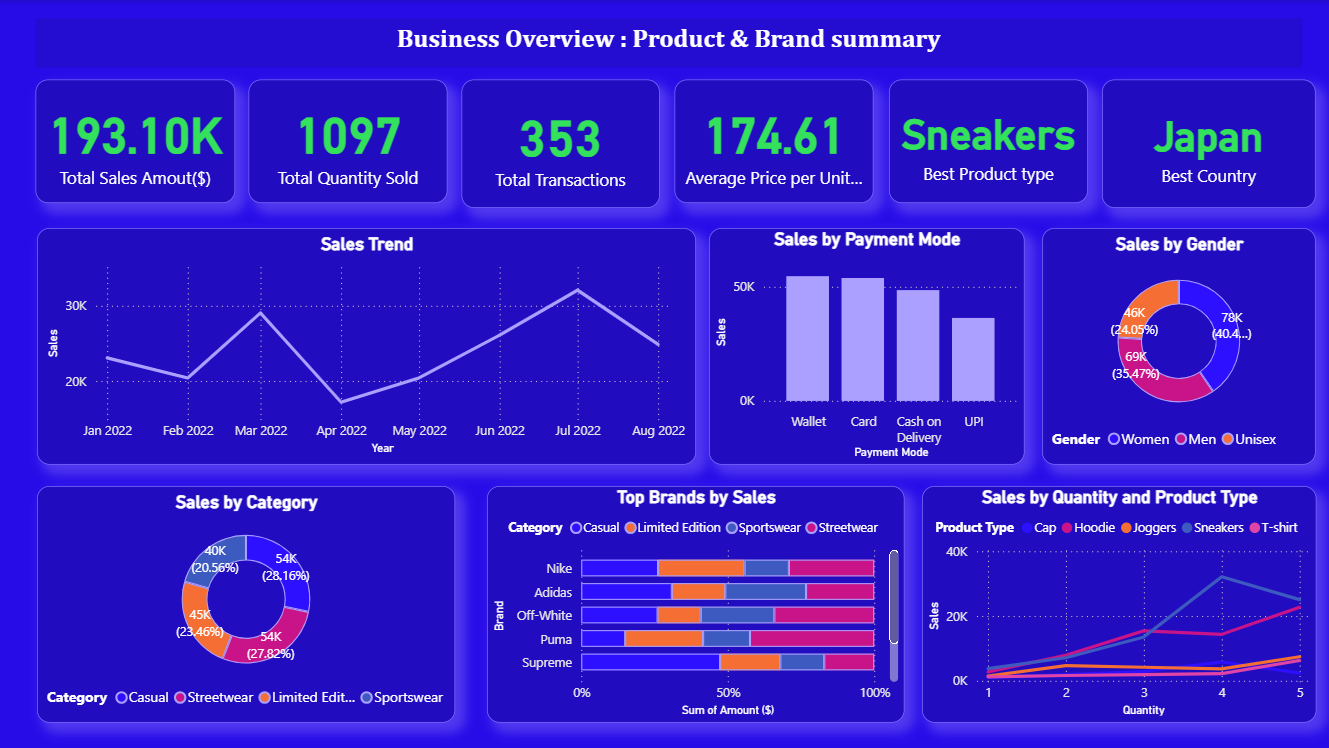 Business Overview : Product & Brand summary
193.10K
Total Sales Amout($)
1097
Total Quantity Sold
353
Total Transactions
174.61
Average Price per Unit...
Sneakers
Best Product type
Japan
Best Country
Sales Trend
Sales
30K
20K
Jan 2022 Feb 2022 Mar 2022 Apr 2022 May 2022 Jun 2022 Jul 2022 Aug 2022
Year
Sales by Payment Mode
Sales
50K
0K
Wallet Card Cash on Delivery UPI
Payment Mode
Sales by Gender
46K
(24.05%)
78K
(40.4...)
69K
(35.47%)
Gender Women Men Unisex
Sales by Category
40K
(20.56%)
54K
(28.16%)
45K
(23.46%)
54K
(27.82%)
Category Casual Streetwear Limited Edit... Sportswear
Top Brands by Sales
Category Casual Limited Edition Sportswear Streetwear
Brand
Nike
Adidas
Off-White
Puma
Supreme
0% 50% 100%
Sum of Amount ($)
Sales by Quantity and Product Type
Product Type Cap Hoodie Joggers Sneakers T-shirt
Sales
40K
20K
0K
1 2 3 4 5
Quantity